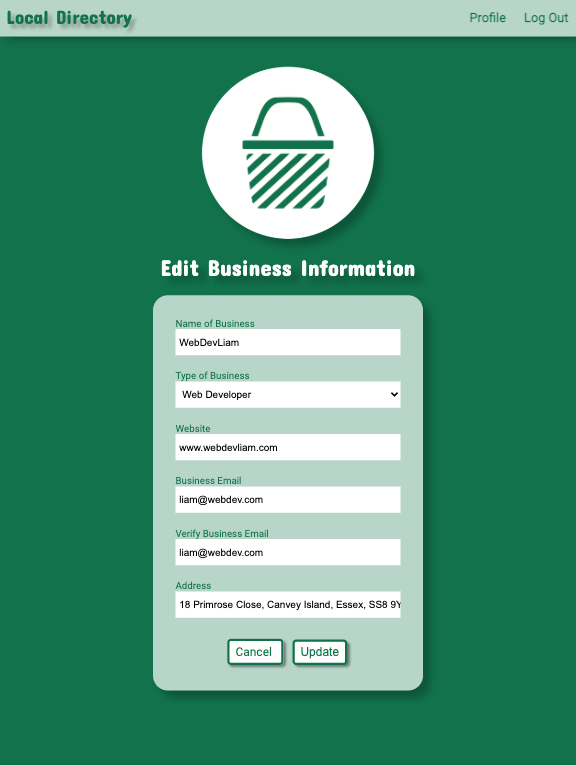 Local Directory
Profile
Log Out
Edit Business Information
Name of Business
WebDevLiam
Type of Business
Web Developer
Website
www.webdevliam.com
Business Email
liam@webdev.com
Verify Business Email
liam@webdev.com
Address
18 Primrose Close, Canvey Island, Essex, SS8 9Y
Cancel
Update